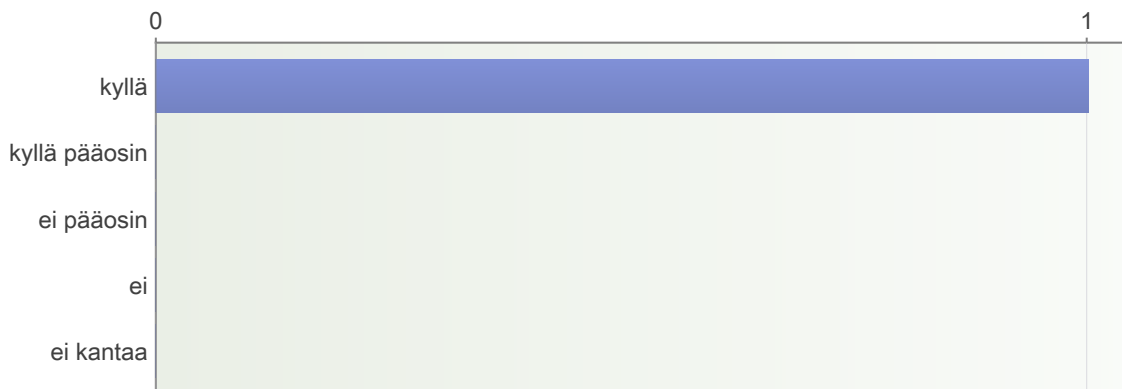 0 1
kyllä
kyllä pääosin
ei pääosin
ei
ei kantaa